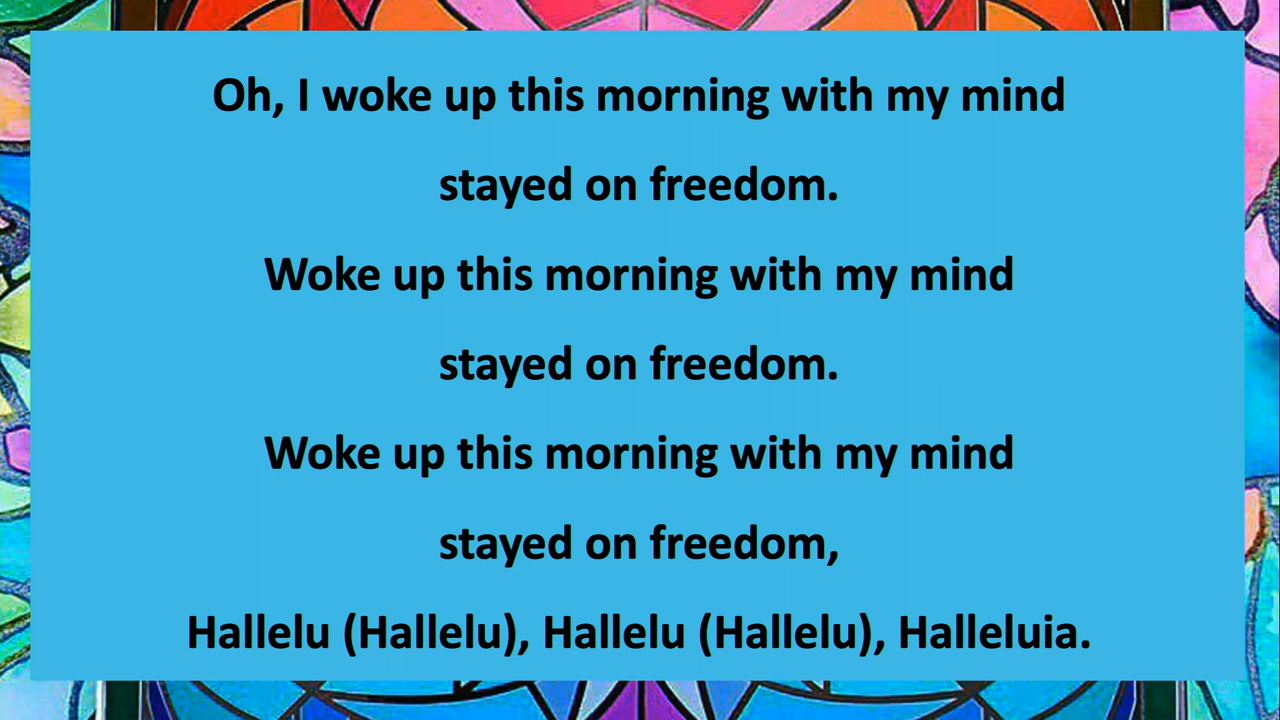 Oh, I woke up this morning with my mind
stayed on freedom.
Woke up this morning with my mind
stayed on freedom.
Woke up this morning with my mind
stayed on freedom,
Hallelu (Hallelu), Hallelu (Hallelu), Halleluia.